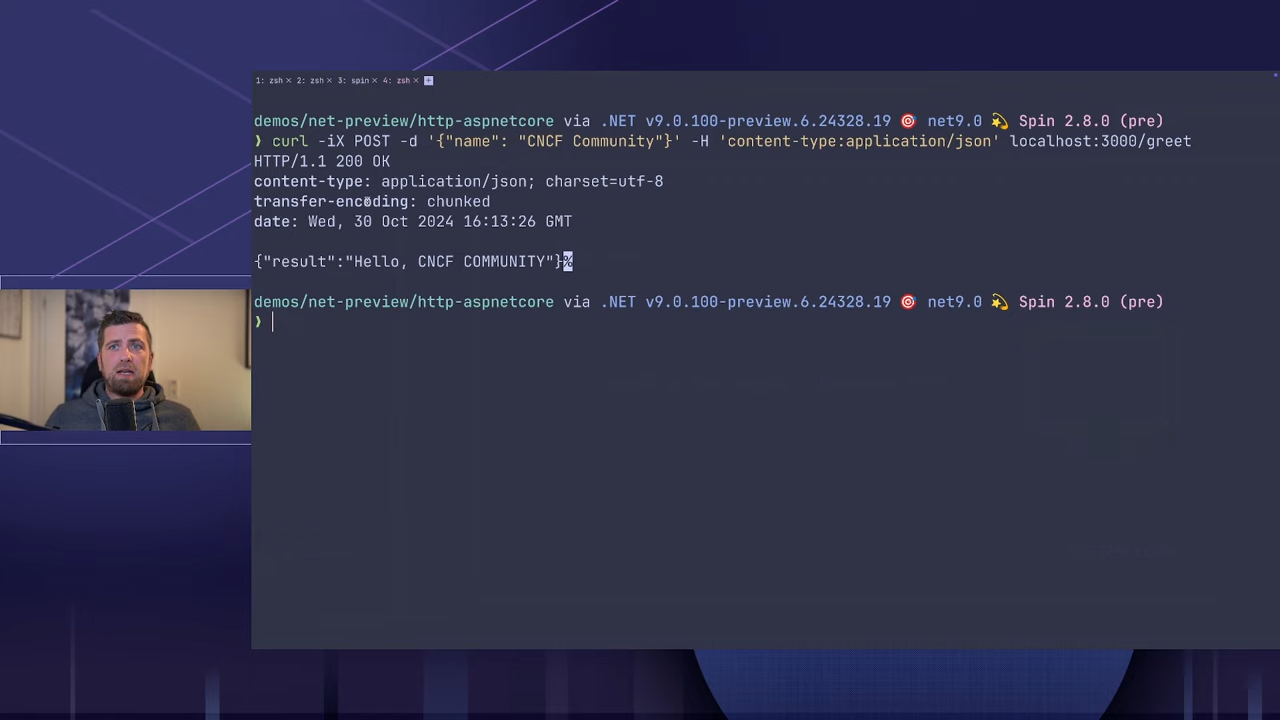 1: zsh × 2: zsh × 3: spin × 4: zsh × +
demos/net-preview/http-aspnetcore via .NET v9.0.100-preview.6.24328.19 🎯 net9.0 💫 Spin 2.8.0 (pre)
❯ curl -iX POST -d '{"name": "CNCF Community"}' -H 'content-type:application/json' localhost:3000/greet
HTTP/1.1 200 OK
content-type: application/json; charset=utf-8
transfer-encoding: chunked
date: Wed, 30 Oct 2024 16:13:26 GMT
{"result":"Hello, CNCF COMMUNITY"}%
demos/net-preview/http-aspnetcore via .NET v9.0.100-preview.6.24328.19 🎯 net9.0 💫 Spin 2.8.0 (pre)
❯